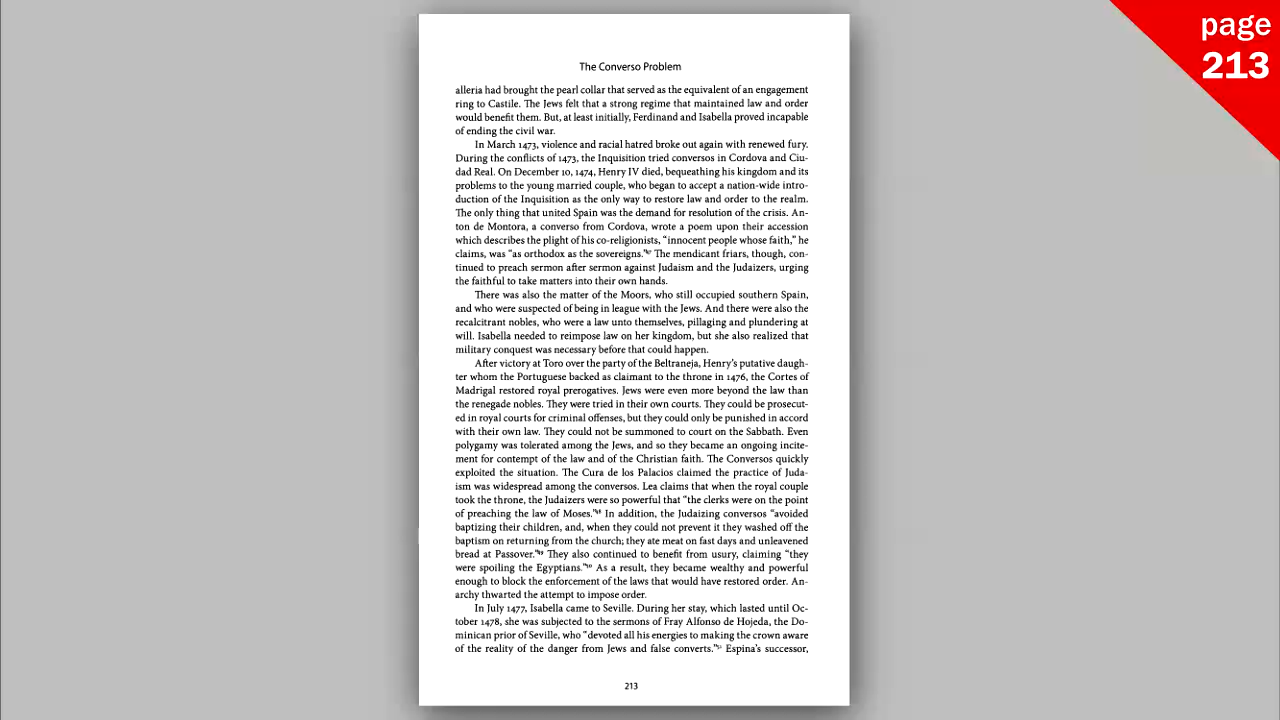 page
213
The Converso Problem
alleria had brought the pearl collar that served as the equivalent of an engagement
ring to Castile. The Jews felt that a strong regime that maintained law and order
would benefit them. But, at least initially, Ferdinand and Isabella proved incapable
of ending the civil war.
In March 1473, violence and racial hatred broke out again with renewed fury.
During the conflicts of 1473, the Inquisition tried conversos in Cordova and Ciu-
dad Real. On December 10, 1474, Henry IV died, bequeathing his kingdom and its
problems to the young married couple, who began to accept a nation-wide intro-
duction of the Inquisition as the only way to restore law and order to the realm.
The only thing that united Spain was the demand for resolution of the crisis. An-
ton de Montora, a converso from Cordova, wrote a poem upon their accession
which describes the plight of his co-religionists, “innocent people whose faith,” he
claims, was “as orthodox as the sovereigns.”⁴⁷ The mendicant friars, though, con-
tinued to preach sermon after sermon against Judaism and the Judaizers, urging
the faithful to take matters into their own hands.
There was also the matter of the Moors, who still occupied southern Spain,
and who were suspected of being in league with the Jews. And there were also the
recalcitrant nobles, who were a law unto themselves, pillaging and plundering at
will. Isabella needed to reimpose law on her kingdom, but she also realized that
military conquest was necessary before that could happen.
After victory at Toro over the party of the Beltraneja, Henry’s putative daugh-
ter whom the Portuguese backed as claimant to the throne in 1476, the Cortes of
Madrigal restored royal prerogatives. Jews were even more beyond the law than
the renegade nobles. They were tried in their own courts. They could be prosecut-
ed in royal courts for criminal offenses, but they could only be punished in accord
with their own law. They could not be summoned to court on the Sabbath. Even
polygamy was tolerated among the Jews, and so they became an ongoing incite-
ment for contempt of the law and of the Christian faith. The Conversos quickly
exploited the situation. The Cura de los Palacios claimed the practice of Juda-
ism was widespread among the conversos. Lea claims that when the royal couple
took the throne, the Judaizers were so powerful that “the clerks were on the point
of preaching the law of Moses.”⁴⁸ In addition, the Judaizing conversos “avoided
baptizing their children, and, when they could not prevent it they washed off the
baptism on returning from the church; they ate meat on fast days and unleavened
bread at Passover.”⁴⁹ They also continued to benefit from usury, claiming “they
were spoiling the Egyptians.”⁵⁰ As a result, they became wealthy and powerful
enough to block the enforcement of the laws that would have restored order. An-
archy thwarted the attempt to impose order.
In July 1477, Isabella came to Seville. During her stay, which lasted until Oc-
tober 1478, she was subjected to the sermons of Fray Alfonso de Hojeda, the Do-
minican prior of Seville, who “devoted all his energies to making the crown aware
of the reality of the danger from Jews and false converts.”⁵¹ Espina’s successor,
213